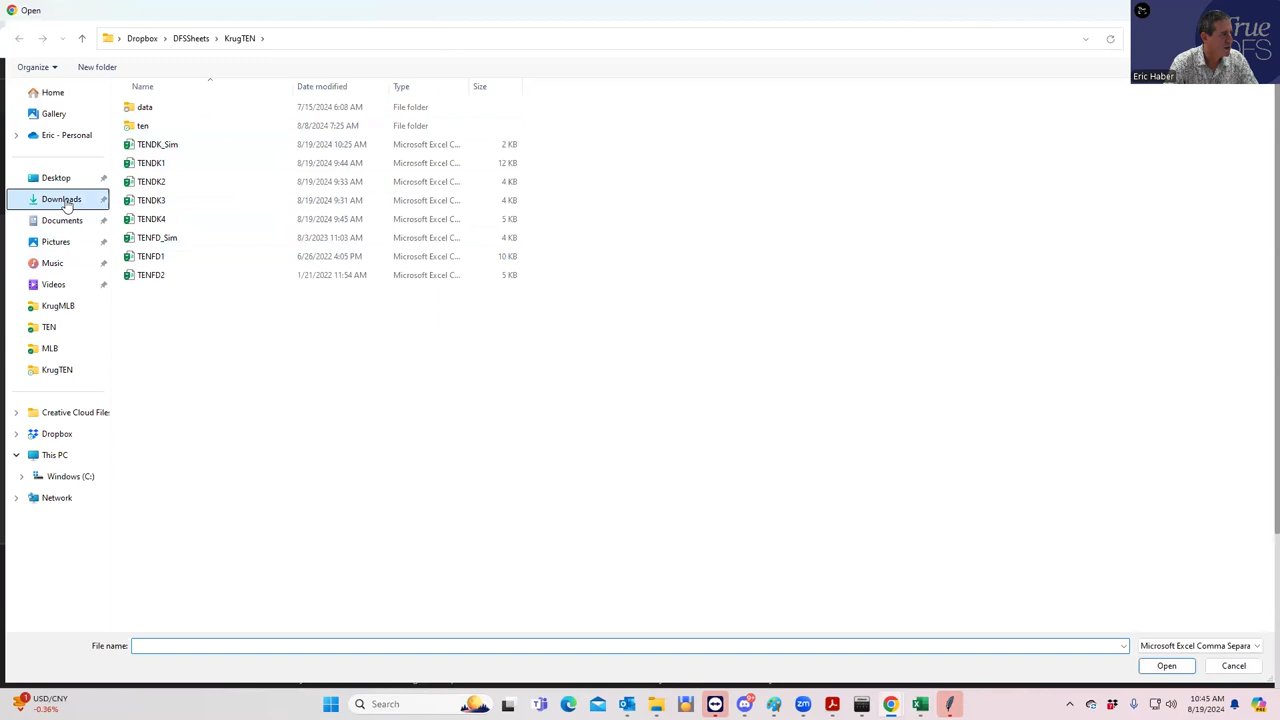 Open
Dropbox
DFSSheets
KrugTEN
Organize
New folder
True
DFS
Eric Haber
Name
Date modified
Type
Size
data
7/15/2024 6:08 AM
File folder
ten
8/8/2024 7:25 AM
File folder
TENDK_Sim
8/19/2024 10:25 AM
Microsoft Excel C...
2 KB
TENDK1
8/19/2024 9:44 AM
Microsoft Excel C...
12 KB
TENDK2
8/19/2024 9:33 AM
Microsoft Excel C...
4 KB
TENDK3
8/19/2024 9:31 AM
Microsoft Excel C...
4 KB
TENDK4
8/19/2024 9:45 AM
Microsoft Excel C...
5 KB
TENFD_Sim
8/3/2023 11:03 AM
Microsoft Excel C...
4 KB
TENFD1
6/26/2022 4:05 PM
Microsoft Excel C...
10 KB
TENFD2
1/21/2022 11:54 AM
Microsoft Excel C...
5 KB
Home
Gallery
Eric - Personal
Desktop
Downloads
Documents
Pictures
Music
Videos
KrugMLB
TEN
MLB
KrugTEN
Creative Cloud Files
Dropbox
This PC
Windows (C:)
Network
File name:
Microsoft Excel Comma Separa
Open
Cancel
USD/CNY
-0.36%
Search
10:45 AM
8/19/2024